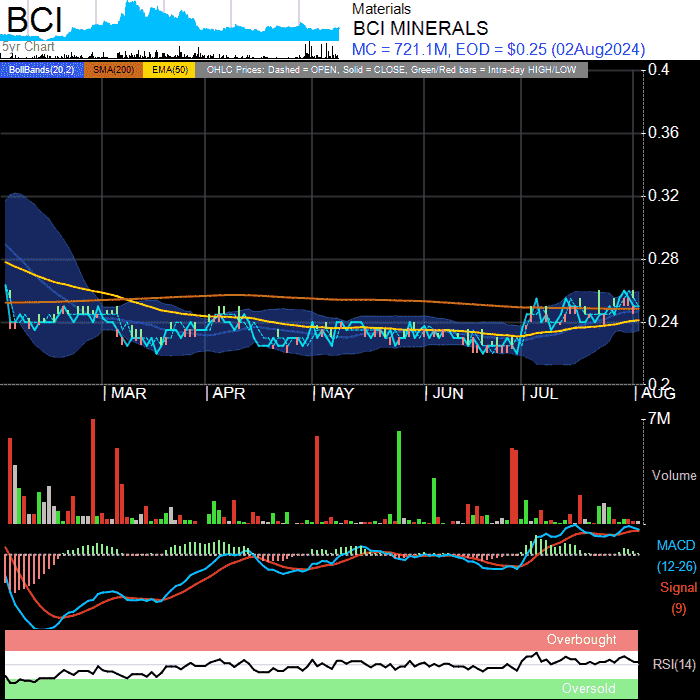 BCI
5yr Chart
Materials
BCI MINERALS
MC = 721.1M, EOD = $0.25 (02Aug2024)
BollBands(20,2) SMA(200) EMA(50) OHLC Prices: Dashed = OPEN, Solid = CLOSE, Green/Red bars = Intra-day HIGH/LOW
0.4
0.36
0.32
0.28
0.24
0.2
MAR APR MAY JUN JUL AUG
7M
Volume
MACD
(12-26)
Signal
(9)
Overbought
RSI(14)
Oversold